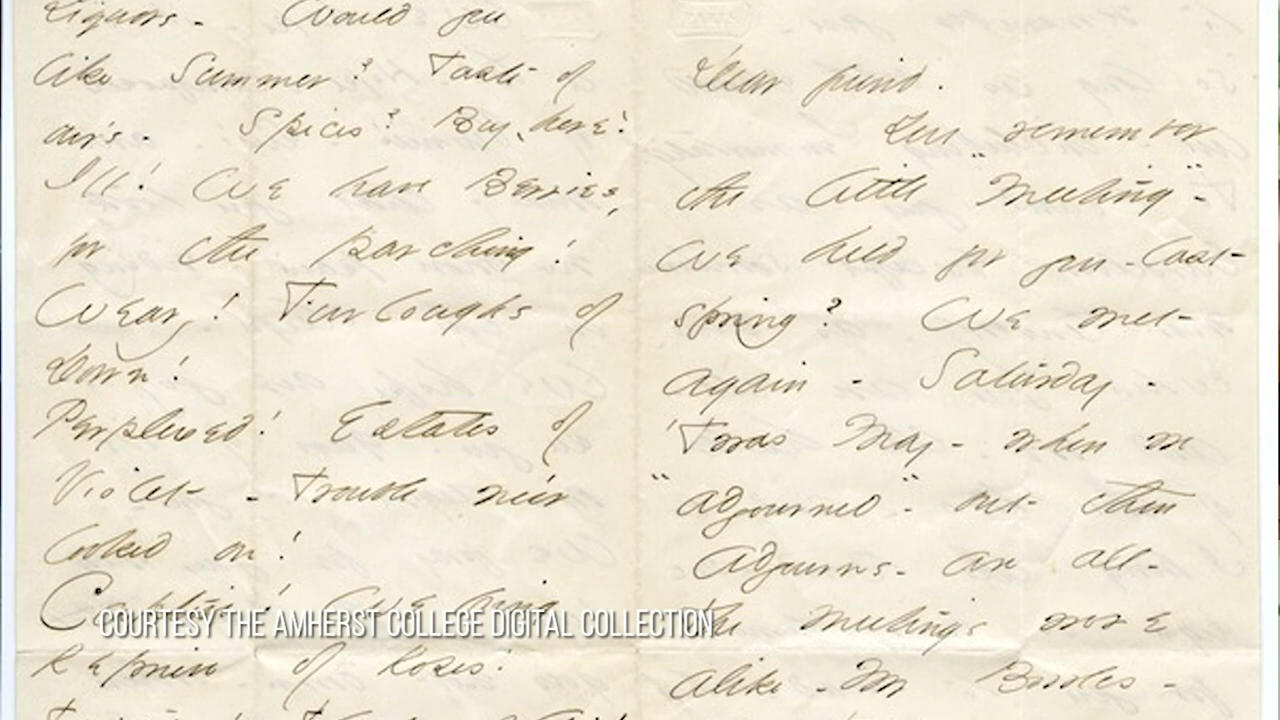 Liquors - Would you
like Summer? Taste of
our's - Spices? Buy, here!
Ill! We have Berries,
for the parching!
Weary! Furloughs of
Down!
Perplexed! Estates of
Violet - Trouble ne'er
looked on!
Captive! We bring
Reprieve of Roses!
Dear friend.
You remember
the little "Meeting" -
we held for you - last
spring? We met
again - Saturday -
'Twas May - when we
"adjourned" - but then
Adjourns - are all -
The meetings wore
alike - Mr Bowles -
COURTESY THE AMHERST COLLEGE DIGITAL COLLECTION